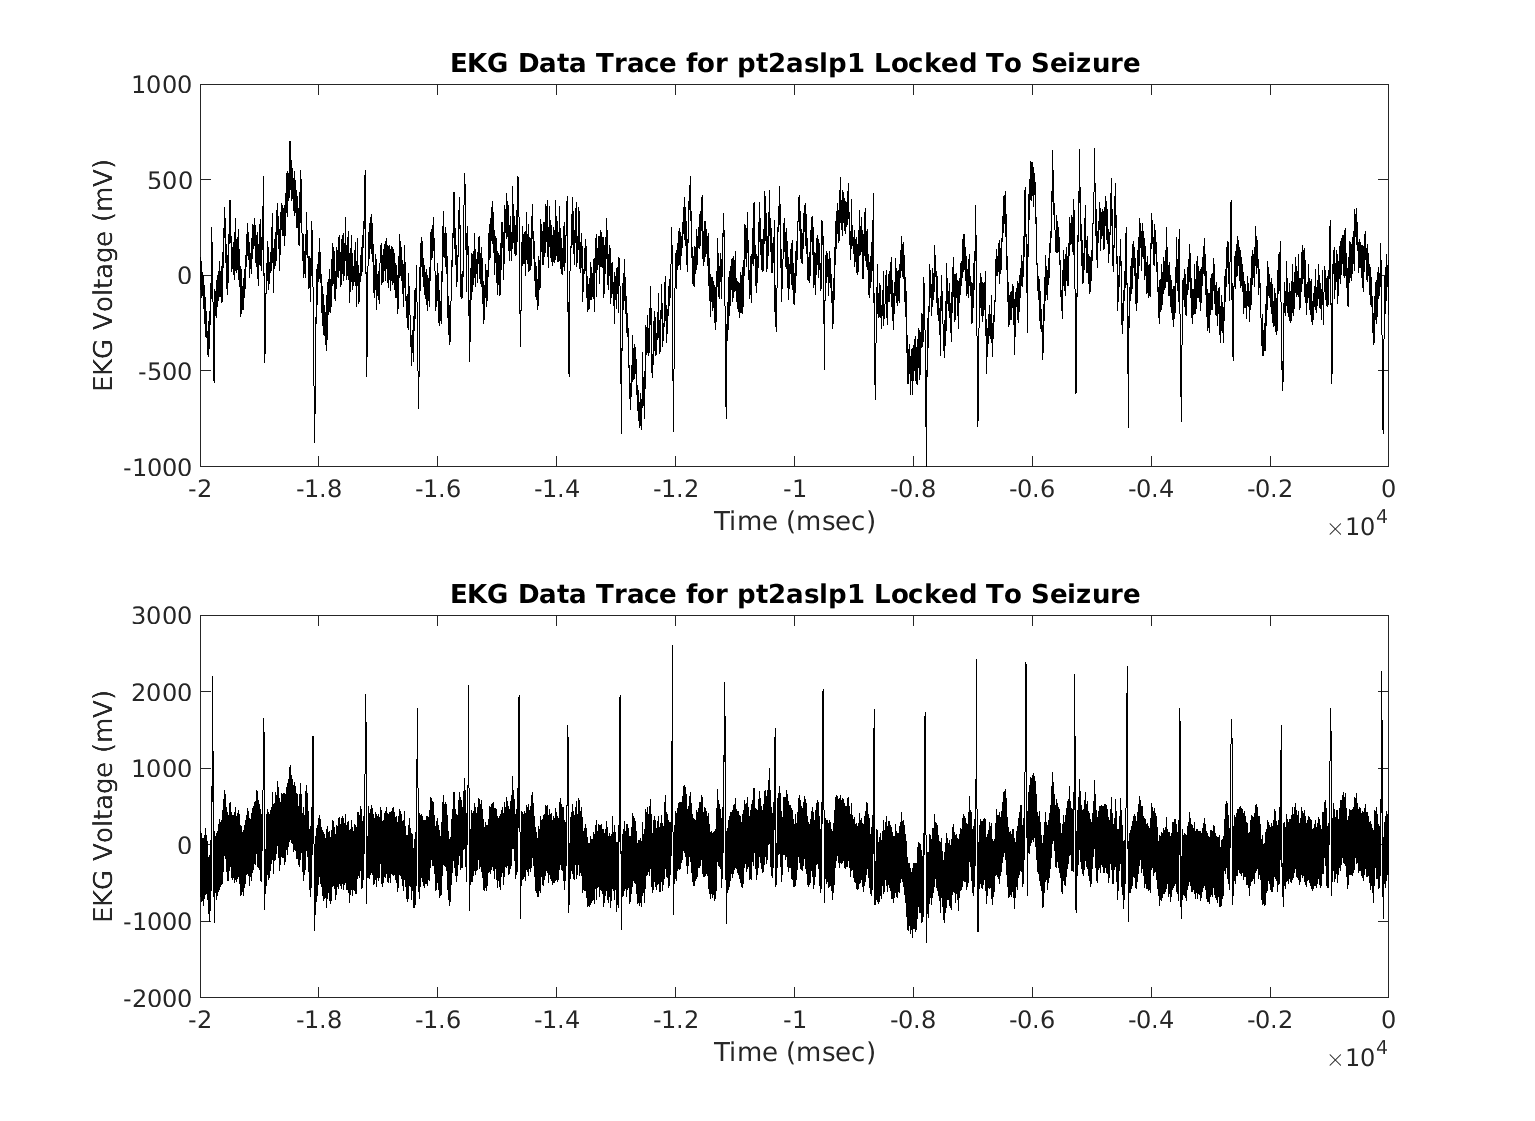 EKG Data Trace for pt2aslp1 Locked To Seizure
1000
500
0
-500
-1000
EKG Voltage (mV)
-2 -1.8 -1.6 -1.4 -1.2 -1 -0.8 -0.6 -0.4 -0.2 0
Time (msec)
×10^4
EKG Data Trace for pt2aslp1 Locked To Seizure
3000
2000
1000
0
-1000
-2000
EKG Voltage (mV)
-2 -1.8 -1.6 -1.4 -1.2 -1 -0.8 -0.6 -0.4 -0.2 0
Time (msec)
×10^4